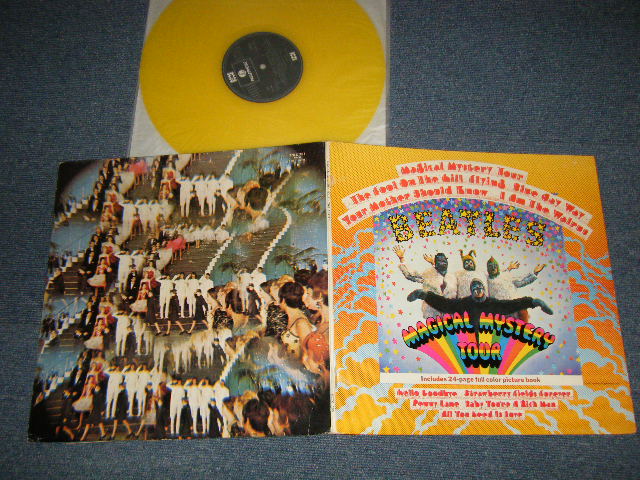 Magical Mystery Tour
The Fool On The Hill Flying Blue Jay Way
Your Mother Should Know I Am The Walrus
BEATLES
MAGICAL MYSTERY
TOUR
Includes 24-page full color picture book
Hello Goodbye Strawberry Fields Forever
Penny Lane Baby You're A Rich Man
All You Need Is Love